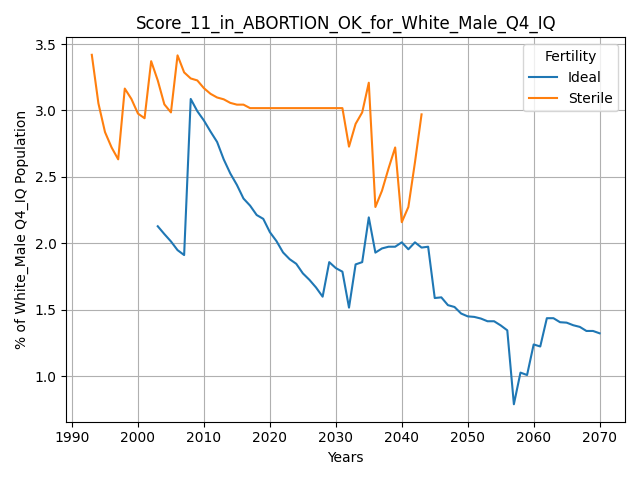 Score_11_in_ABORTION_OK_for_White_Male_Q4_IQ
% of White_Male Q4_IQ Population
3.5
3.0
2.5
2.0
1.5
1.0
Fertility
Ideal
Sterile
1990 2000 2010 2020 2030 2040 2050 2060 2070
Years